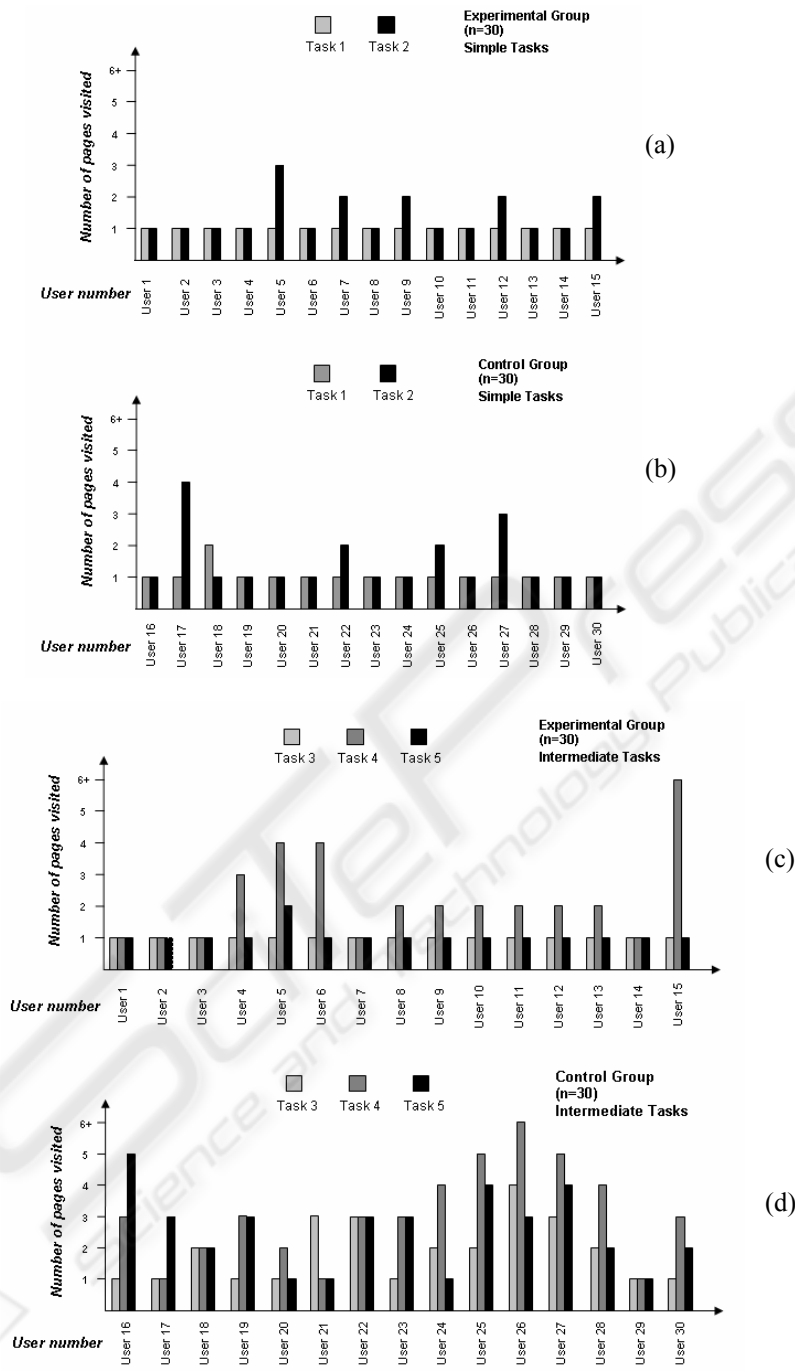 Experimental Group
(n=30)
Simple Tasks
Task 1 Task 2
Number of pages visited
6+
5
4
3
2
1
User number
User 1 User 2 User 3 User 4 User 5 User 6 User 7 User 8 User 9 User 10 User 11 User 12 User 13 User 14 User 15
(a)
Control Group
(n=30)
Simple Tasks
Task 1 Task 2
Number of pages visited
6+
5
4
3
2
1
User number
User 16 User 17 User 18 User 19 User 20 User 21 User 22 User 23 User 24 User 25 User 26 User 27 User 28 User 29 User 30
(b)
Experimental Group
(n=30)
Intermediate Tasks
Task 3 Task 4 Task 5
Number of pages visited
6+
5
4
3
2
1
User number
User 1 User 2 User 3 User 4 User 5 User 6 User 7 User 8 User 9 User 10 User 11 User 12 User 13 User 14 User 15
(c)
Control Group
(n=30)
Intermediate Tasks
Task 3 Task 4 Task 5
Number of pages visited
6+
5
4
3
2
1
User number
User 16 User 17 User 18 User 19 User 20 User 21 User 22 User 23 User 24 User 25 User 26 User 27 User 28 User 29 User 30
(d)
Science and Technology